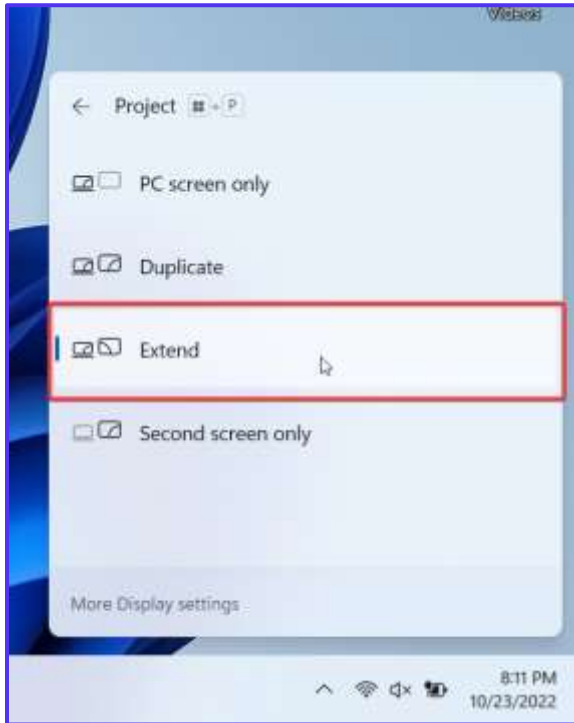 Videos
Project ⊞ + P
PC screen only
Duplicate
Extend
Second screen only
More Display settings
8:11 PM
10/23/2022